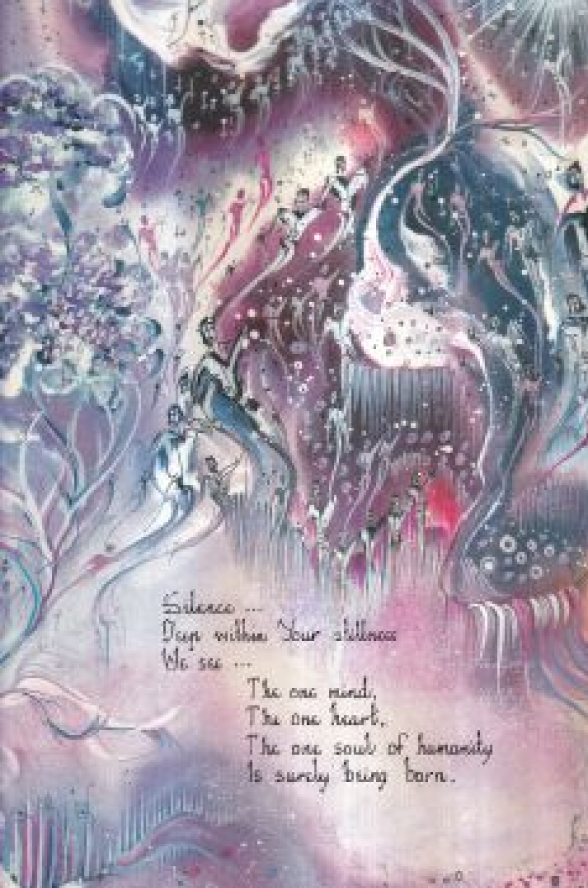 Silence ...
Deep within Your stillness
We see ...
The one mind,
The one heart,
The one soul of humanity
Is surely being born.